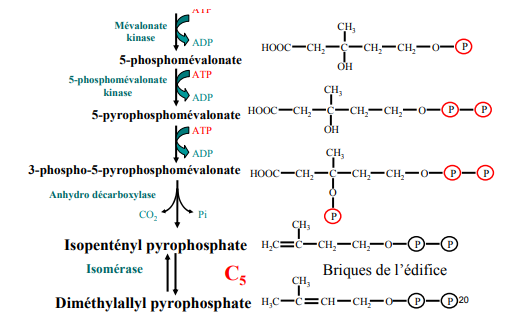 ATP
Mévalonate
kinase
ADP
5-phosphomévalonate
CH3
HOOC—CH2—C—CH2—CH2—O—P
OH
5-phosphomévalonate
kinase
ATP
ADP
5-pyrophosphomévalonate
CH3
HOOC—CH2—C—CH2—CH2—O—P—P
OH
ATP
ADP
3-phospho-5-pyrophosphomévalonate
CH3
HOOC—CH2—C—CH2—CH2—O—P—P
O
P
Anhydro décarboxylase
CO2
Pi
Isopentényl pyrophosphate
CH3
H2C=C—CH2—CH2—O—P—P
Isomérase
C5
Briques de l'édifice
Diméthylallyl pyrophosphate
CH3
H3C—C=CH—CH2—O—P—P
20